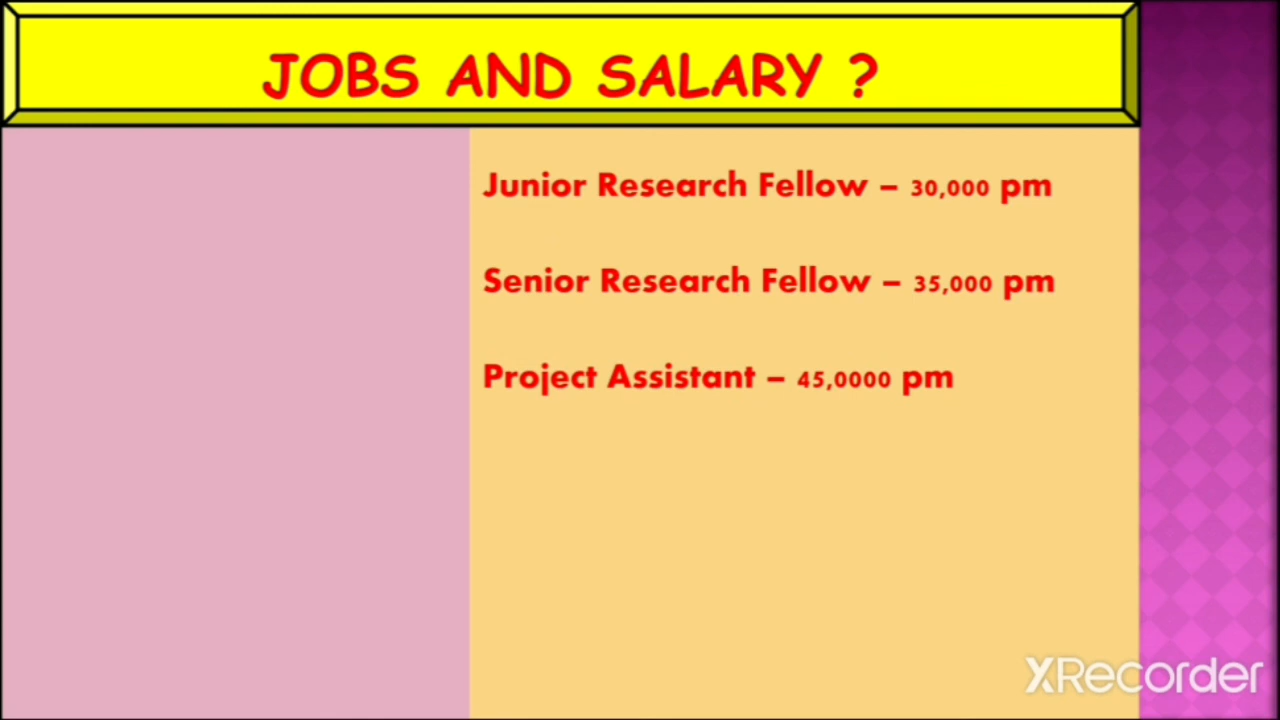 JOBS AND SALARY ?
Junior Research Fellow – 30,000 pm
Senior Research Fellow – 35,000 pm
Project Assistant – 45,0000 pm
XRecorder